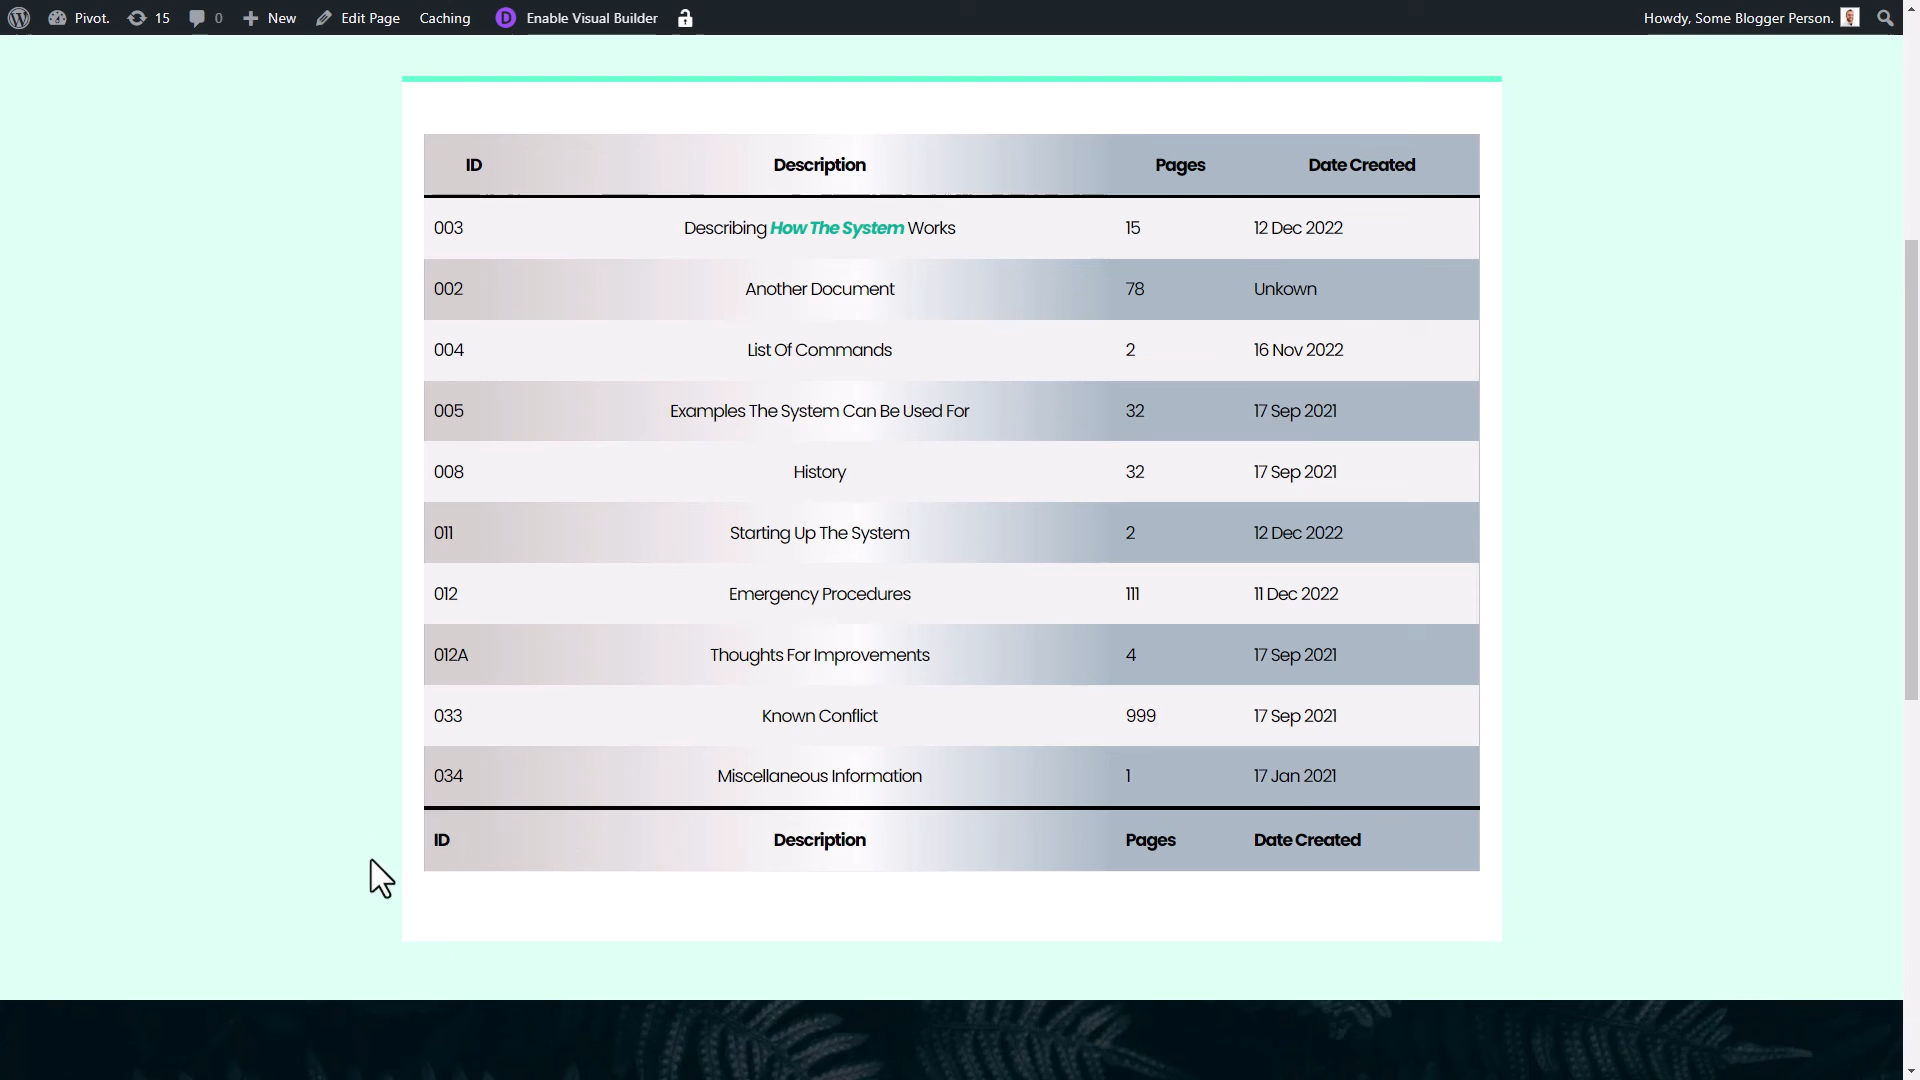 Pivot. 15 0 New Edit Page Caching D Enable Visual Builder Howdy, Some Blogger Person.
ID Description Pages Date Created
003 Describing How The System Works 15 12 Dec 2022
002 Another Document 78 Unkown
004 List Of Commands 2 16 Nov 2022
005 Examples The System Can Be Used For 32 17 Sep 2021
008 History 32 17 Sep 2021
011 Starting Up The System 2 12 Dec 2022
012 Emergency Procedures 111 11 Dec 2022
012A Thoughts For Improvements 4 17 Sep 2021
033 Known Conflict 999 17 Sep 2021
034 Miscellaneous Information 1 17 Jan 2021
ID Description Pages Date Created